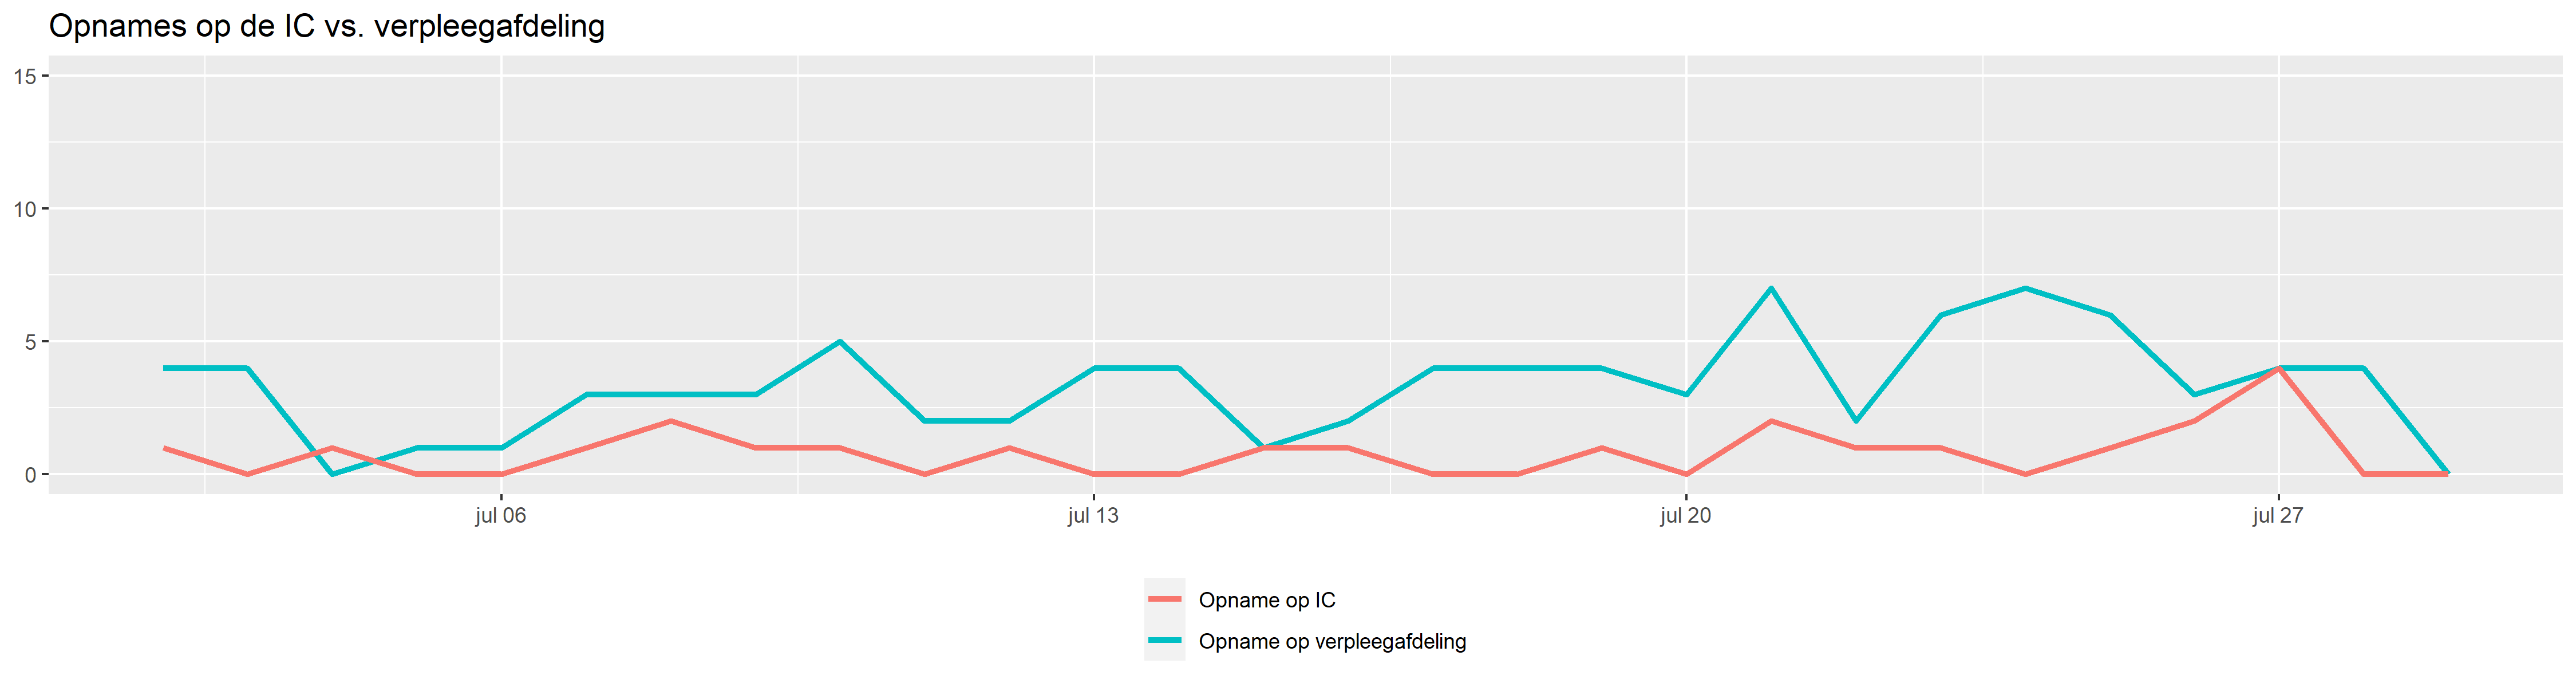 Opnames op de IC vs. verpleegafdeling
15
10
5
0
jul 06
jul 13
jul 20
jul 27
Opname op IC
Opname op verpleegafdeling